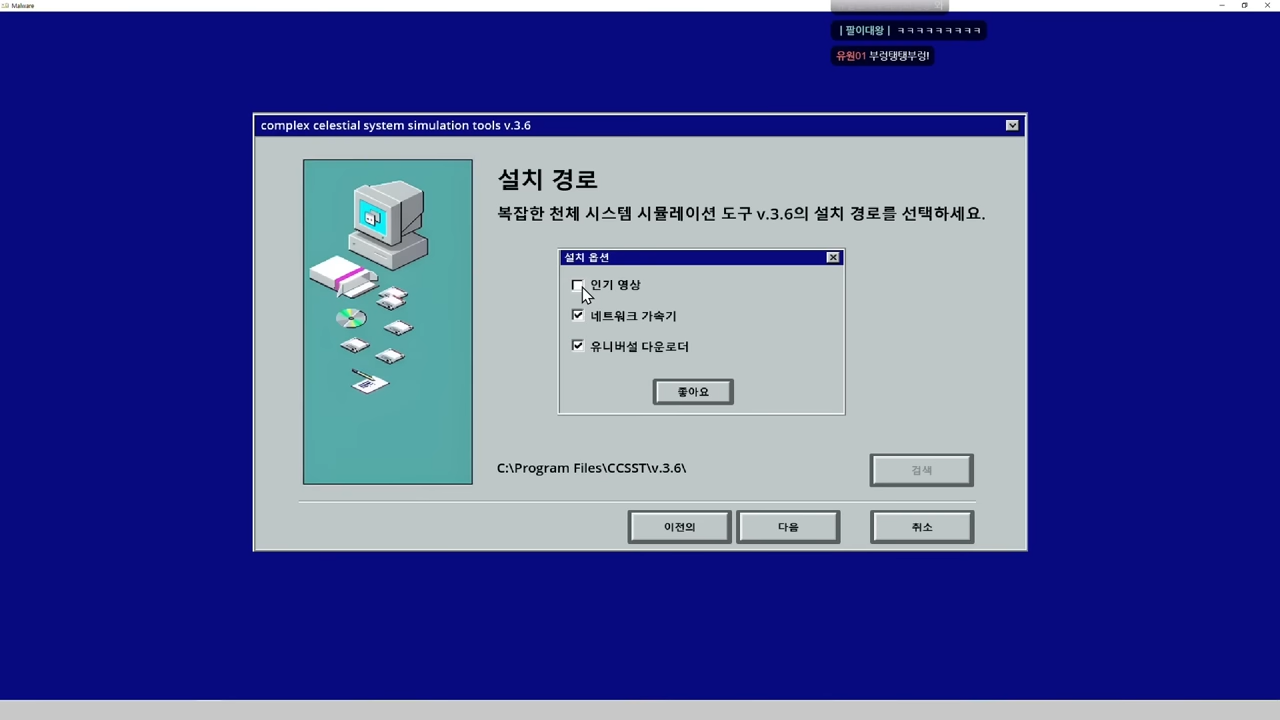 Malware
|팔이대왕| ㅋㅋㅋㅋㅋㅋㅋㅋㅋ
유원01 부렁탱탱부렁!
complex celestial system simulation tools v.3.6
설치 경로
복잡한 천체 시스템 시뮬레이션 도구 v.3.6의 설치 경로를 선택하세요.
설치 옵션
인기 영상
네트워크 가속기
유니버설 다운로더
좋아요
C:\Program Files\CCSST\v.3.6\
검색
이전의
다음
취소